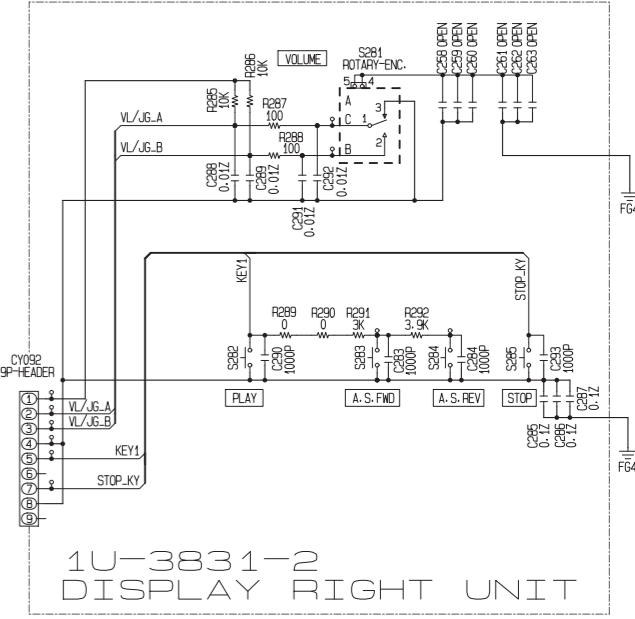 C258 OPEN
C259 OPEN
C260 OPEN
C261 OPEN
C262 OPEN
C263 OPEN
S281
ROTARY-ENC.
VOLUME
R286
10K
R285
10K
5
4
A
3
C
1
2
B
R287
100
R288
100
VL/JG_A
VL/JG_B
C288
0.01Z
C289
0.01Z
C291
0.01Z
C292
0.01Z
FG4
KEY1
STOP_KY
R289
0
R290
0
R291
3K
R292
3.9K
S282
C290
1000P
S283
C283
1000P
S284
C284
1000P
S285
C293
1000P
PLAY
A.S.FWD
A.S.REV
STOP
C285
0.1Z
C286
0.1Z
C287
0.1Z
FG4
CY092
9P-HEADER
1
2
VL/JG_A
3
VL/JG_B
4
5
KEY1
6
7
STOP_KY
8
9
1U-3831-2
DISPLAY RIGHT UNIT